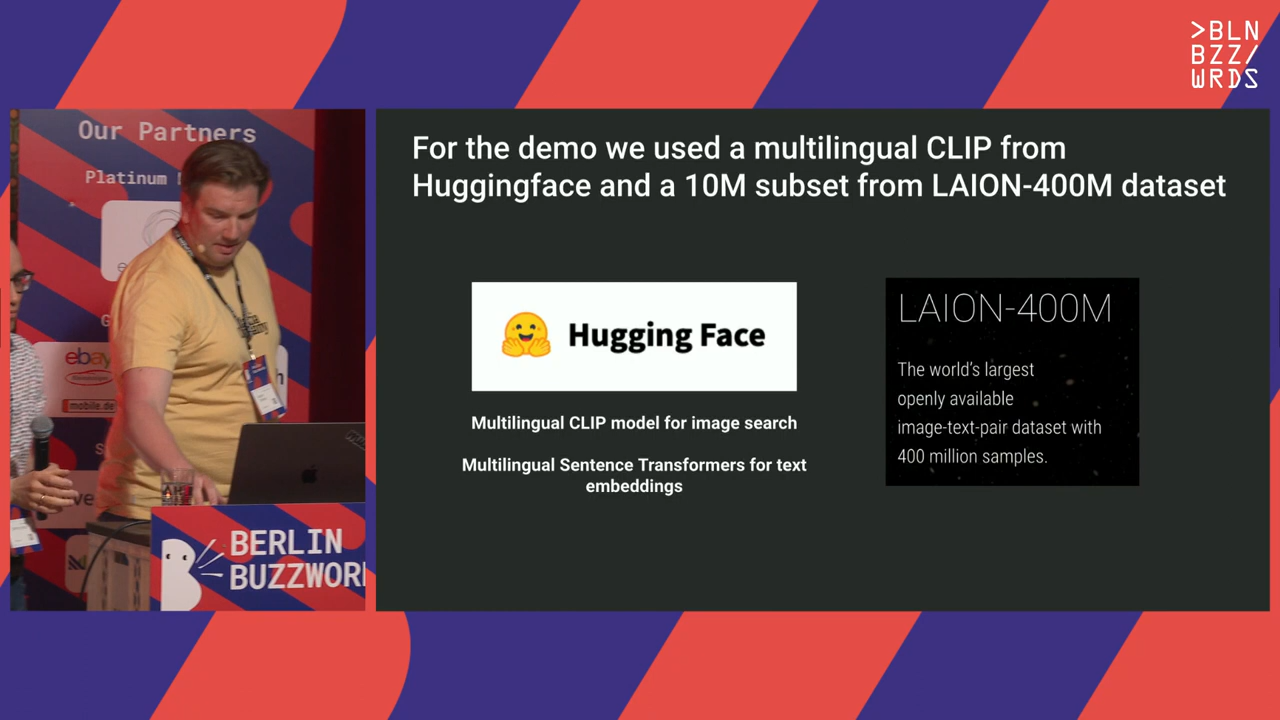 >BLN
BZZ/
WRDS
Our Partners
Platinum
ebay
mobile.de
BERLIN
BUZZWOR
For the demo we used a multilingual CLIP from
Huggingface and a 10M subset from LAION-400M dataset
Hugging Face
Multilingual CLIP model for image search
Multilingual Sentence Transformers for text
embeddings
LAION-400M
The world's largest
openly available
image-text-pair dataset with
400 million samples.